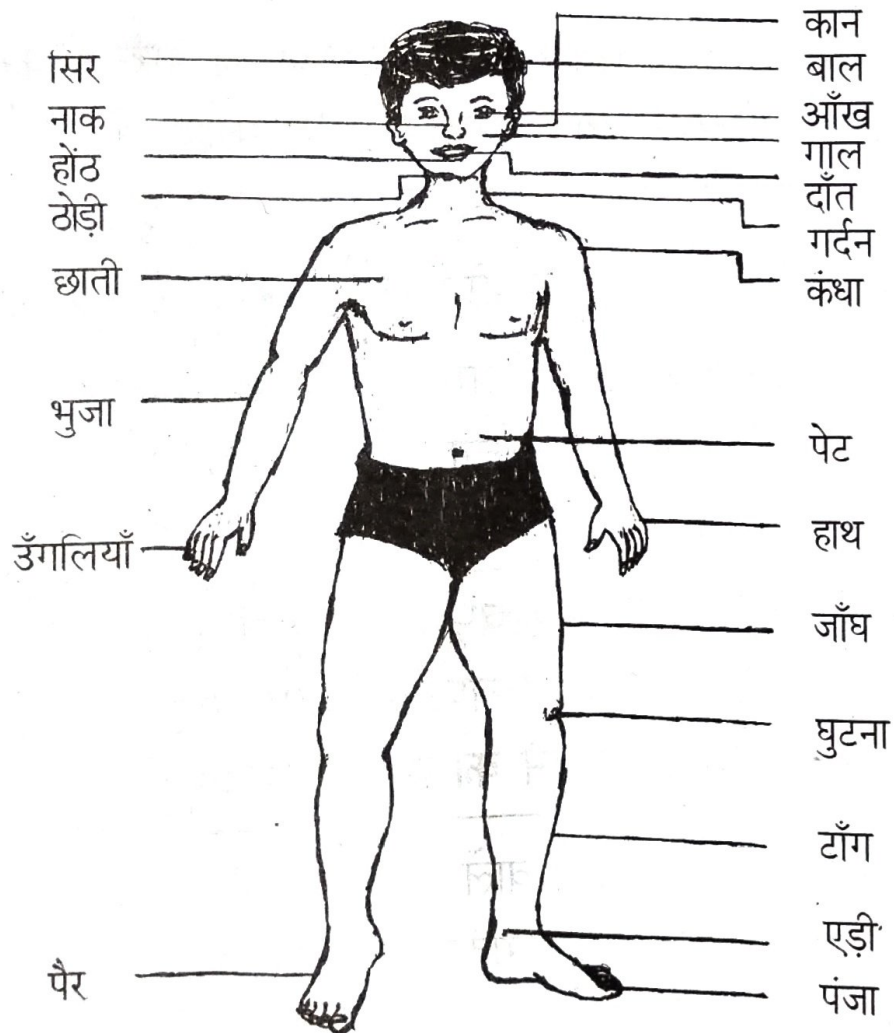 सिर
नाक
होंठ
ठोड़ी
छाती
भुजा
उँगलियाँ
पैर
कान
बाल
आँख
गाल
दाँत
गर्दन
कंधा
पेट
हाथ
जाँघ
घुटना
टाँग
एड़ी
पंजा